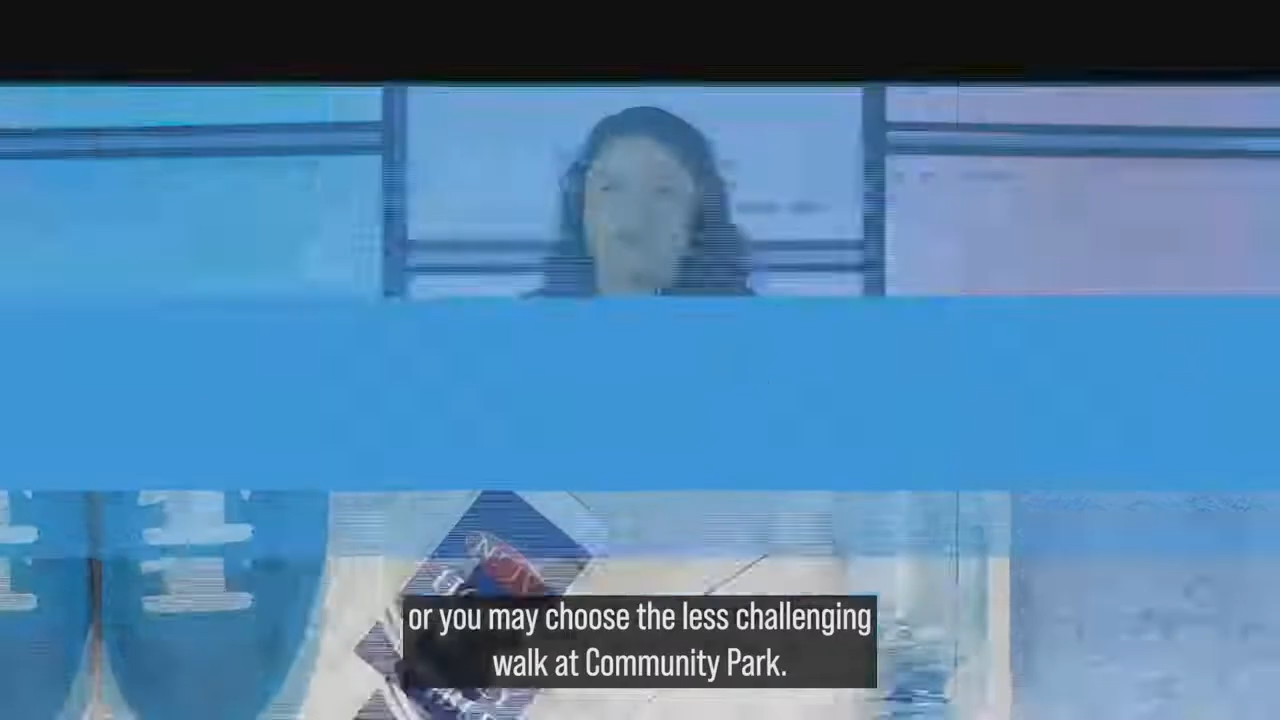 or you may choose the less challenging
walk at Community Park.